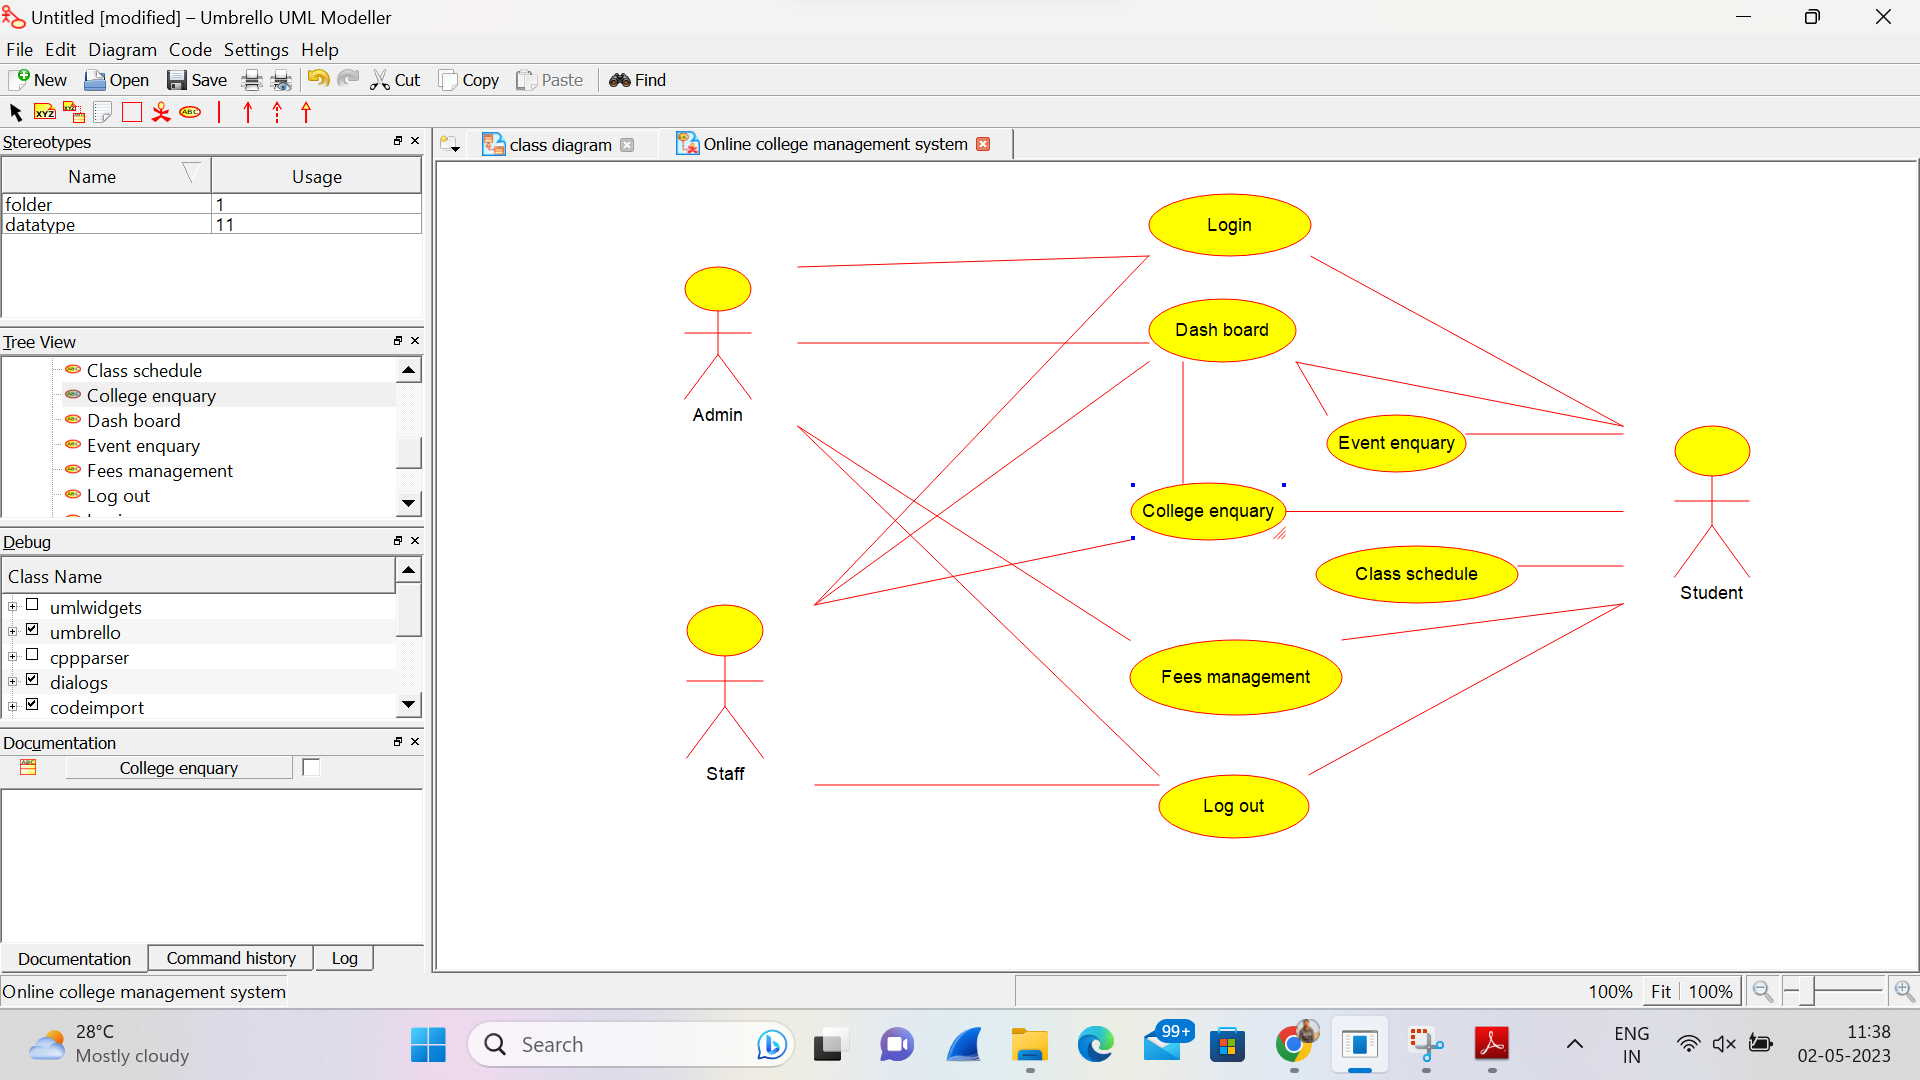 Untitled [modified] – Umbrello UML Modeller
File Edit Diagram Code Settings Help
New Open Save Cut Copy Paste Find
XYZ XYZ ABC
Stereotypes
Name Usage
folder 1
datatype 11
Tree View
Class schedule
College enquary
Dash board
Event enquary
Fees management
Log out
Debug
Class Name
umlwidgets
umbrello
cppparser
dialogs
codeimport
Documentation
College enquary
Documentation Command history Log
class diagram Online college management system
Login
Dash board
Admin
Event enquary
College enquary
Class schedule
Student
Fees management
Staff
Log out
Online college management system
100% Fit 100%
28°C
Mostly cloudy
Search
99+
ENG
IN
11:38
02-05-2023